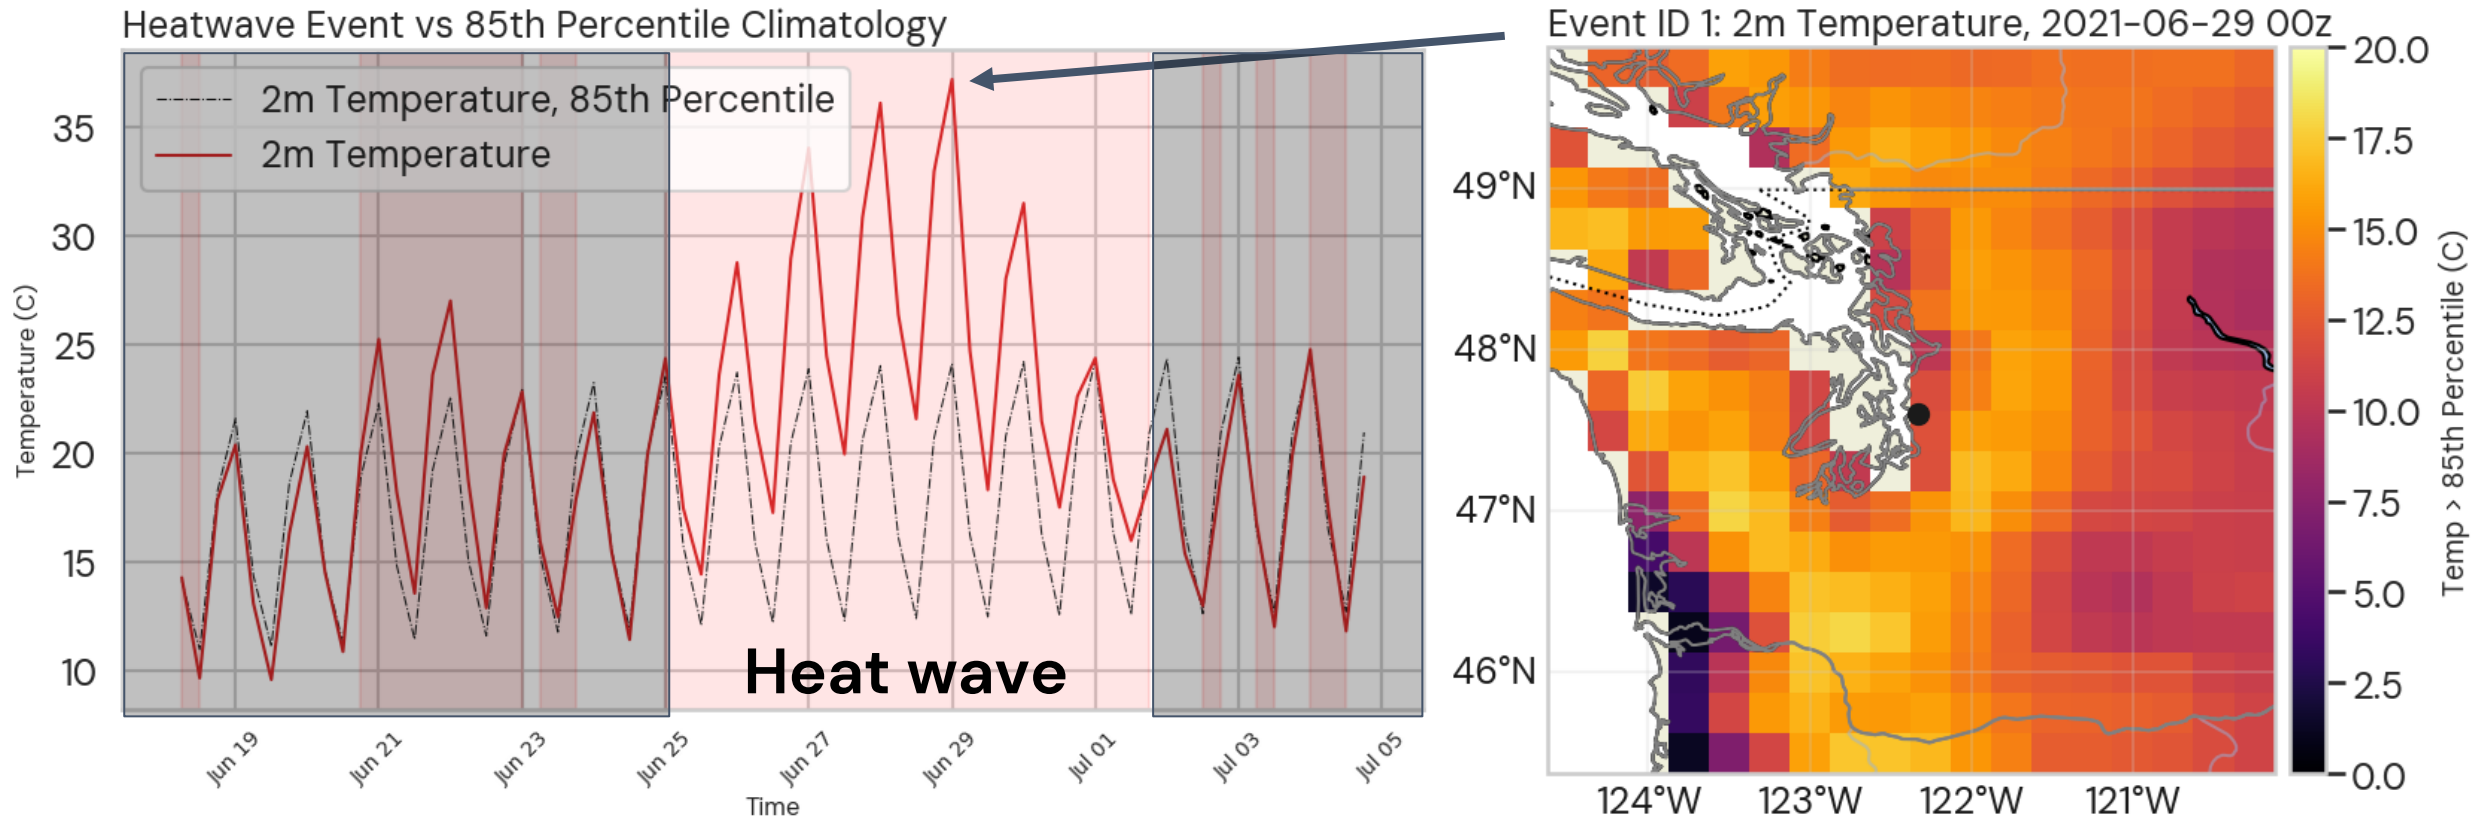 Heatwave Event vs 85th Percentile Climatology
2m Temperature, 85th Percentile
2m Temperature
35
30
25
20
15
10
Temperature (C)
Heat wave
Jun 19
Jun 21
Jun 23
Jun 25
Jun 27
Jun 29
Jul 01
Jul 03
Jul 05
Time
Event ID 1: 2m Temperature, 2021-06-29 00z
49°N
48°N
47°N
46°N
124°W
123°W
122°W
121°W
20.0
17.5
15.0
12.5
10.0
7.5
5.0
2.5
0.0
Temp > 85th Percentile (C)